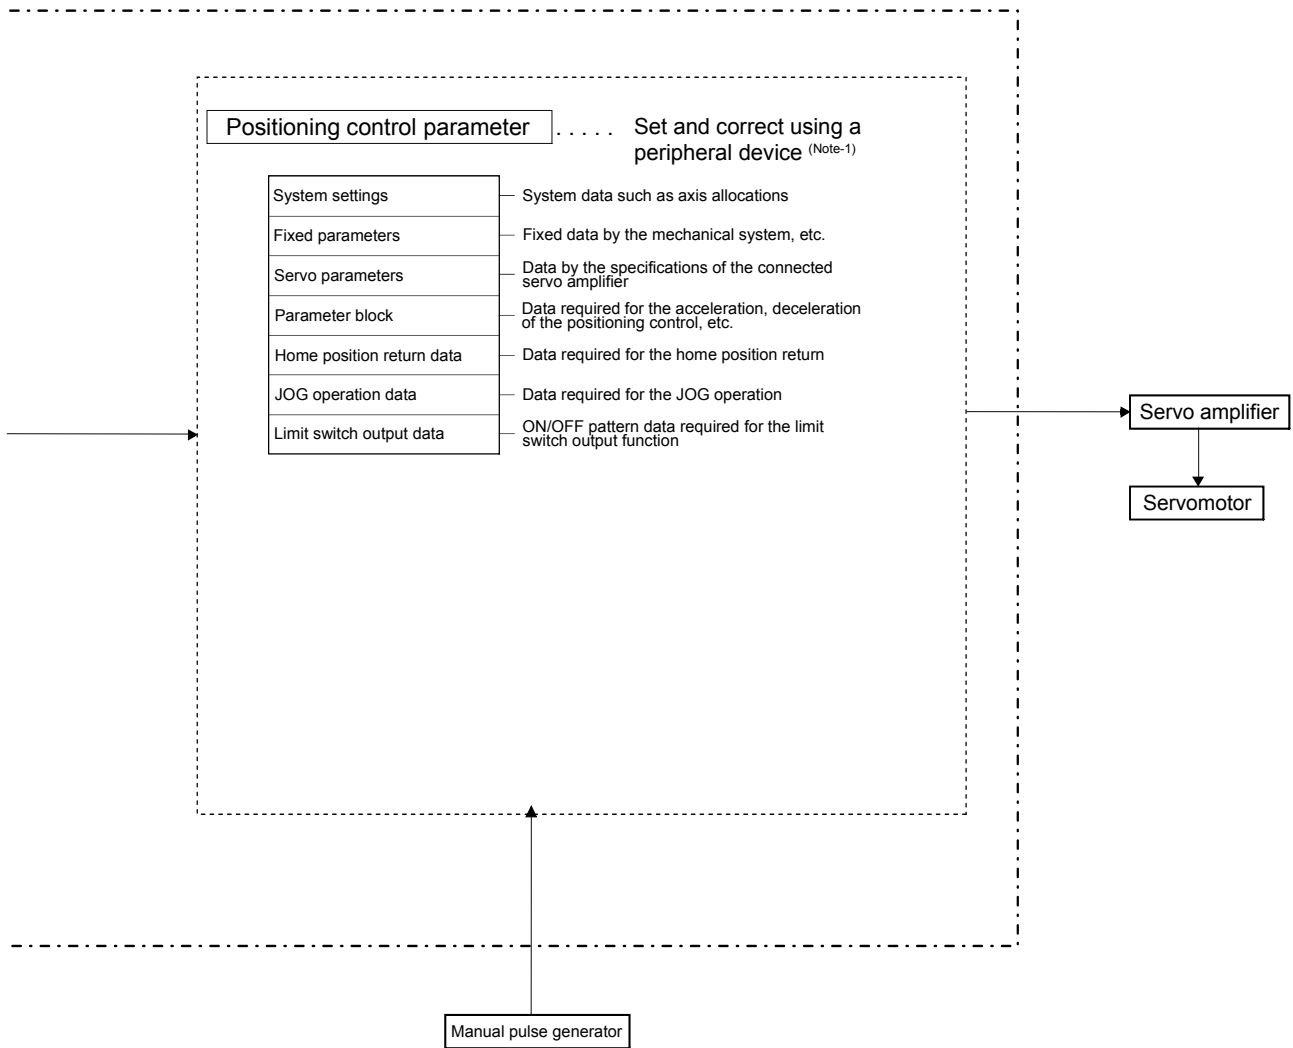 Positioning control parameter . . . . . Set and correct using a
peripheral device (Note-1)
System settings
System data such as axis allocations
Fixed parameters
Fixed data by the mechanical system, etc.
Servo parameters
Data by the specifications of the connected
servo amplifier
Parameter block
Data required for the acceleration, deceleration
of the positioning control, etc.
Home position return data
Data required for the home position return
JOG operation data
Data required for the JOG operation
Limit switch output data
ON/OFF pattern data required for the limit
switch output function
Servo amplifier
Servomotor
Manual pulse generator